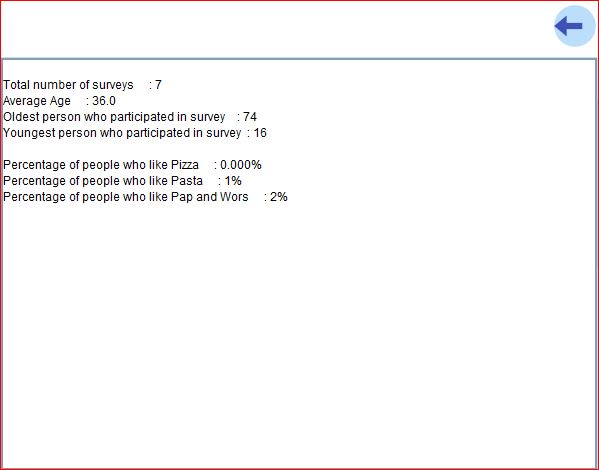 Total number of surveys : 7
Average Age : 36.0
Oldest person who participated in survey : 74
Youngest person who participated in survey : 16
Percentage of people who like Pizza : 0.000%
Percentage of people who like Pasta : 1%
Percentage of people who like Pap and Wors : 2%